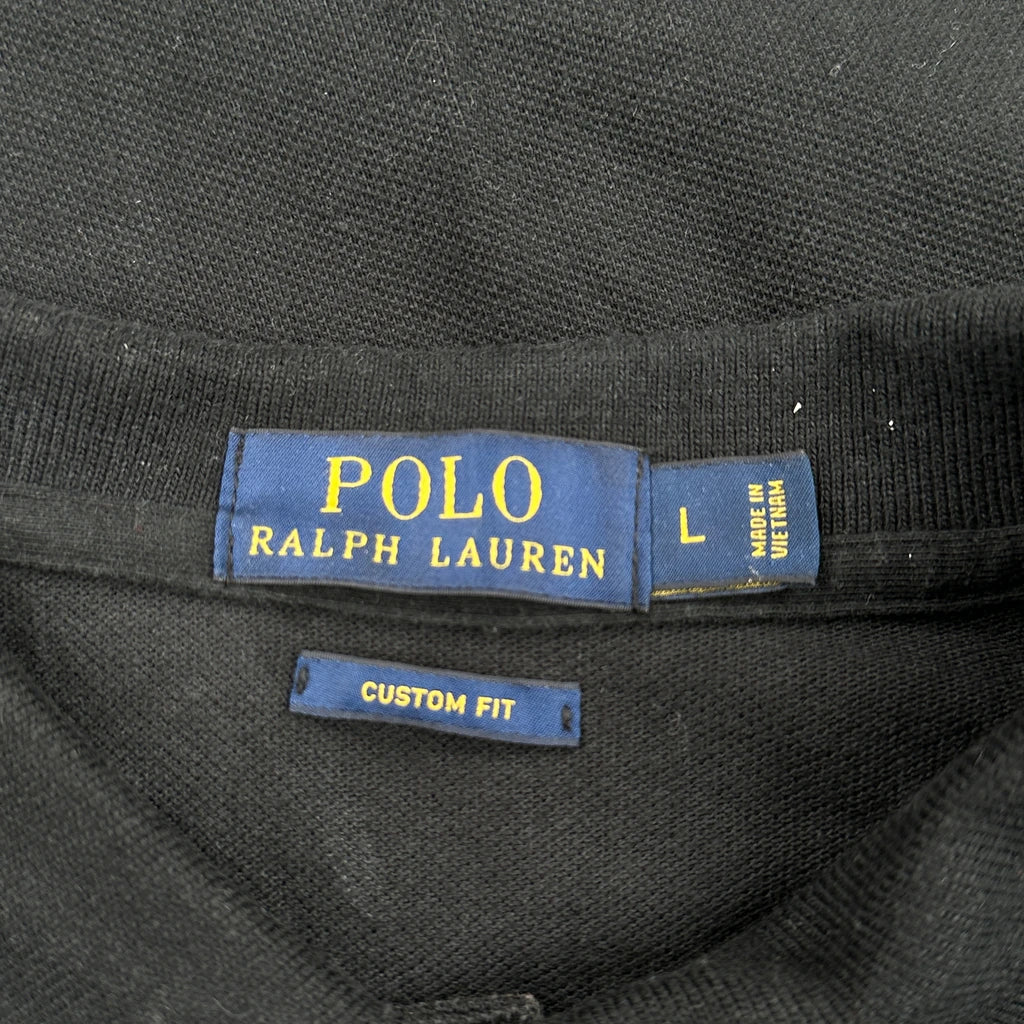 POLO
RALPH LAUREN
L
MADE IN
VIETNAM
CUSTOM FIT